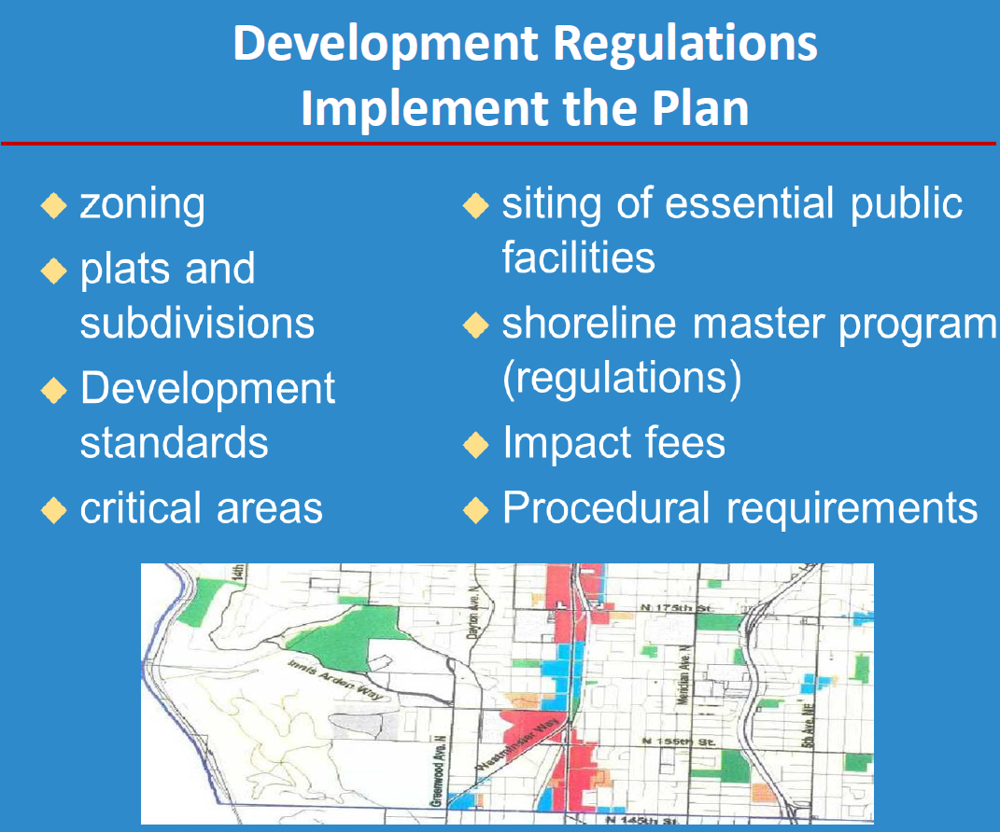 Development Regulations
Implement the Plan
zoning
plats and
subdivisions
Development
standards
critical areas
siting of essential public
facilities
shoreline master program
(regulations)
Impact fees
Procedural requirements
14th
Dayton Ave. N
N 175th St.
Innis Arden Way
Meridian Ave. N
5th Ave. NE
Westminster Way
N 155th St.
Greenwood Ave. N
N 145th St.